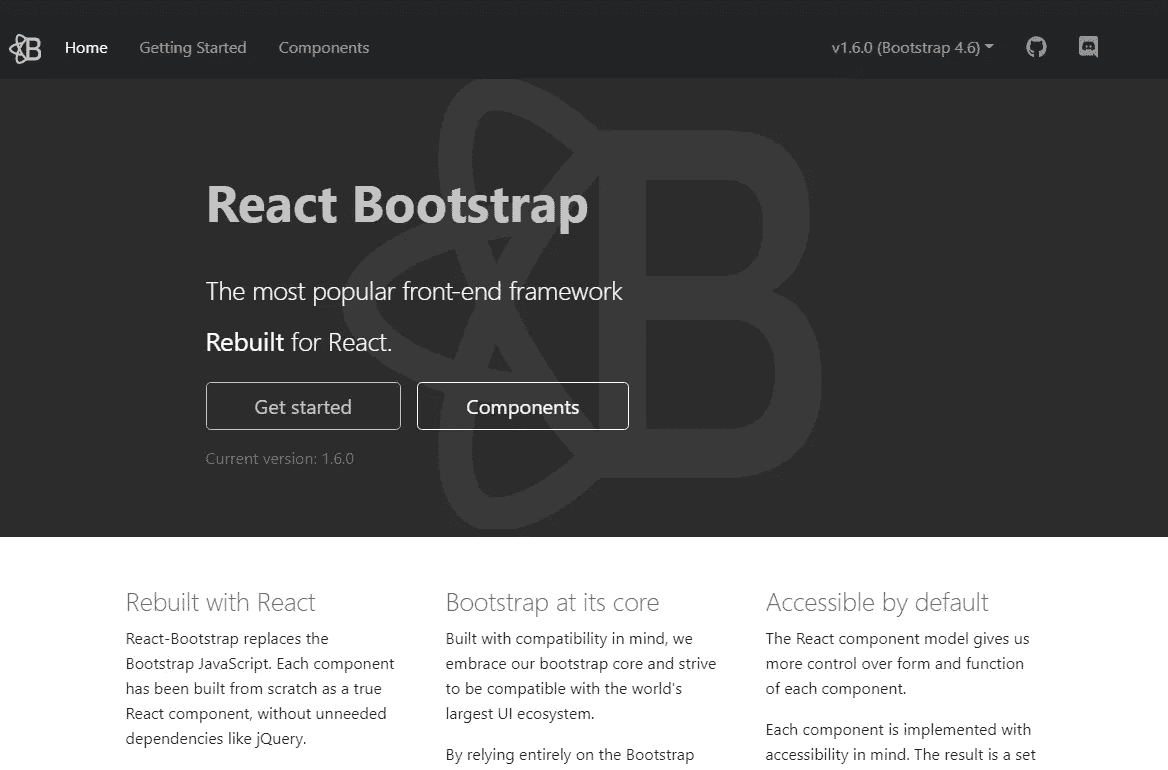 Home Getting Started Components v1.6.0 (Bootstrap 4.6)
React Bootstrap
The most popular front-end framework
Rebuilt for React.
Get started Components
Current version: 1.6.0
Rebuilt with React
React-Bootstrap replaces the
Bootstrap JavaScript. Each component
has been built from scratch as a true
React component, without unneeded
dependencies like jQuery.
Bootstrap at its core
Built with compatibility in mind, we
embrace our bootstrap core and strive
to be compatible with the world's
largest UI ecosystem.
By relying entirely on the Bootstrap
Accessible by default
The React component model gives us
more control over form and function
of each component.
Each component is implemented with
accessibility in mind. The result is a set